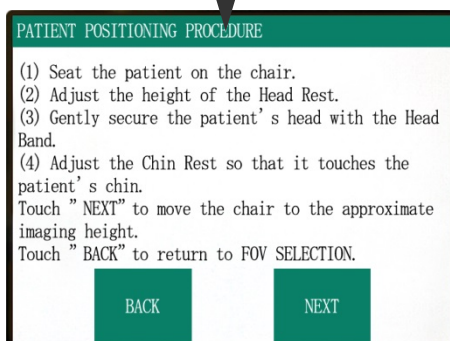 PATIENT POSITIONING PROCEDURE
(1) Seat the patient on the chair.
(2) Adjust the height of the Head Rest.
(3) Gently secure the patient's head with the Head
Band.
(4) Adjust the Chin Rest so that it touches the
patient's chin.
Touch "NEXT" to move the chair to the approximate
imaging height.
Touch "BACK" to return to FOV SELECTION.
BACK NEXT